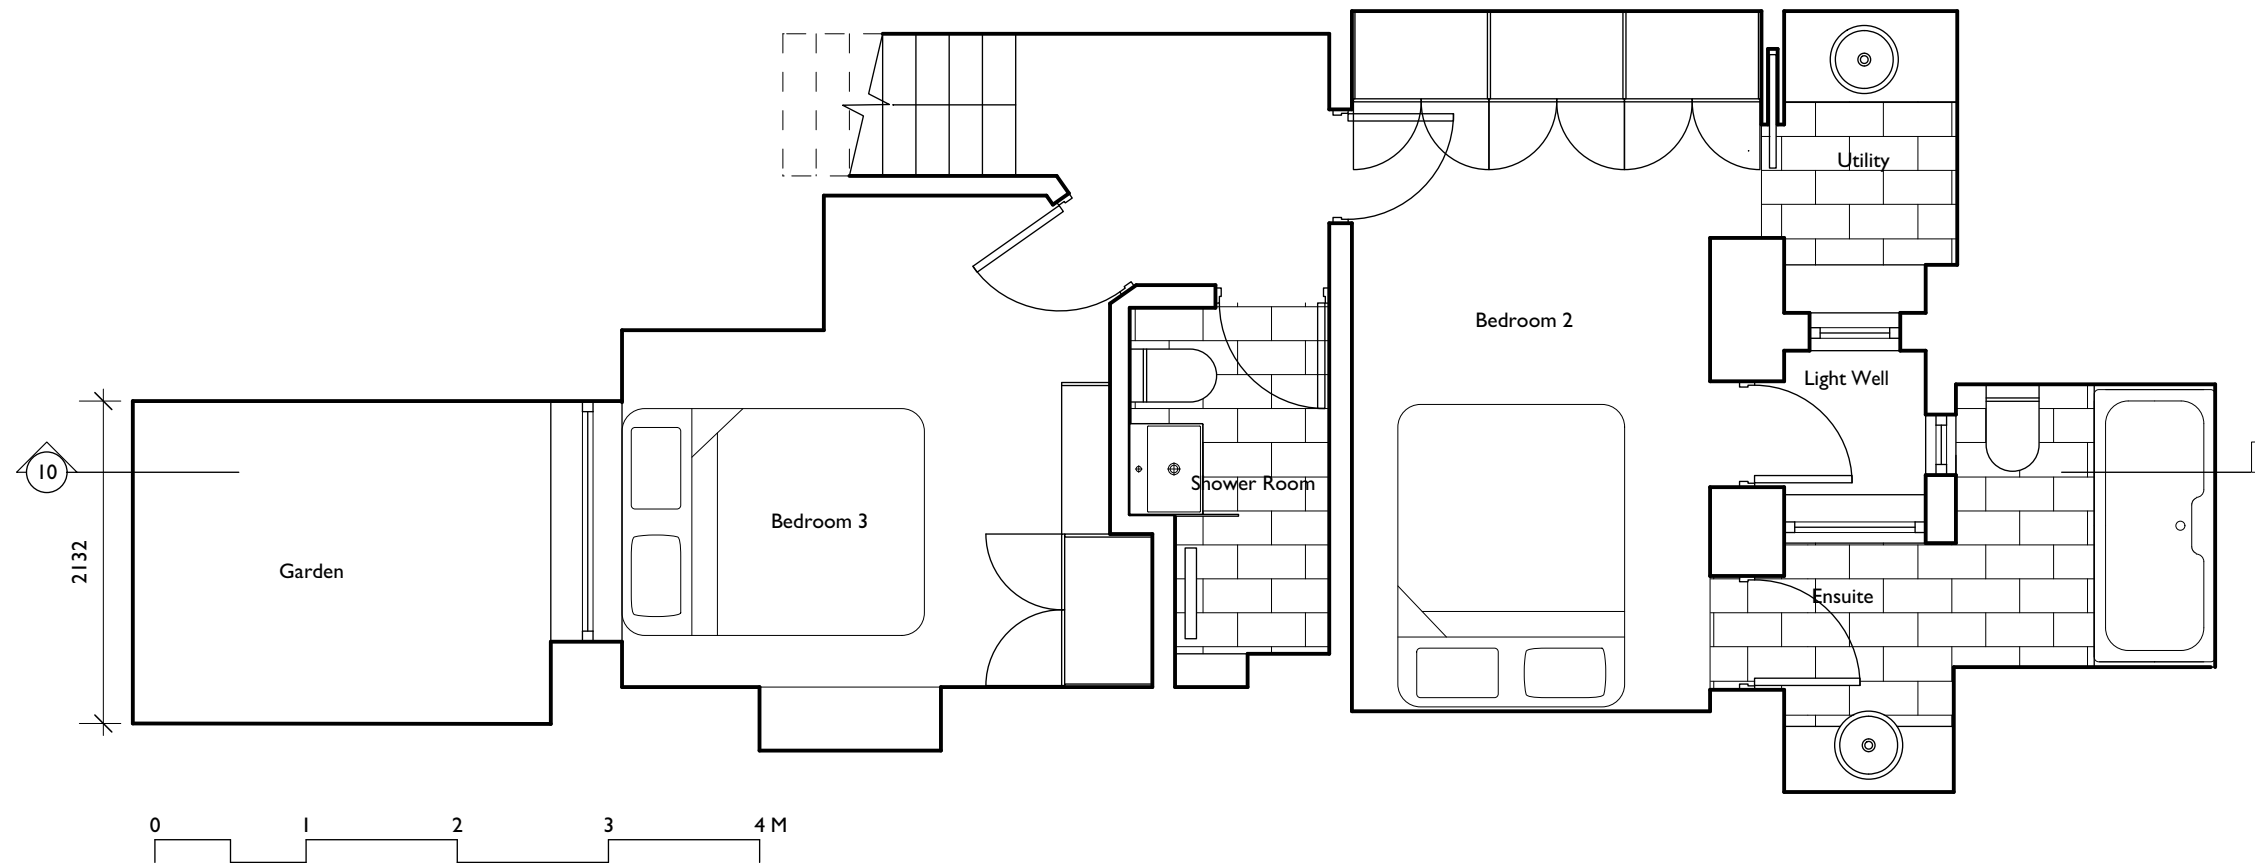 Utility
Bedroom 2
Light Well
10
Shower Room
Bedroom 3
2132
Garden
Ensuite
0 1 2 3 4 M